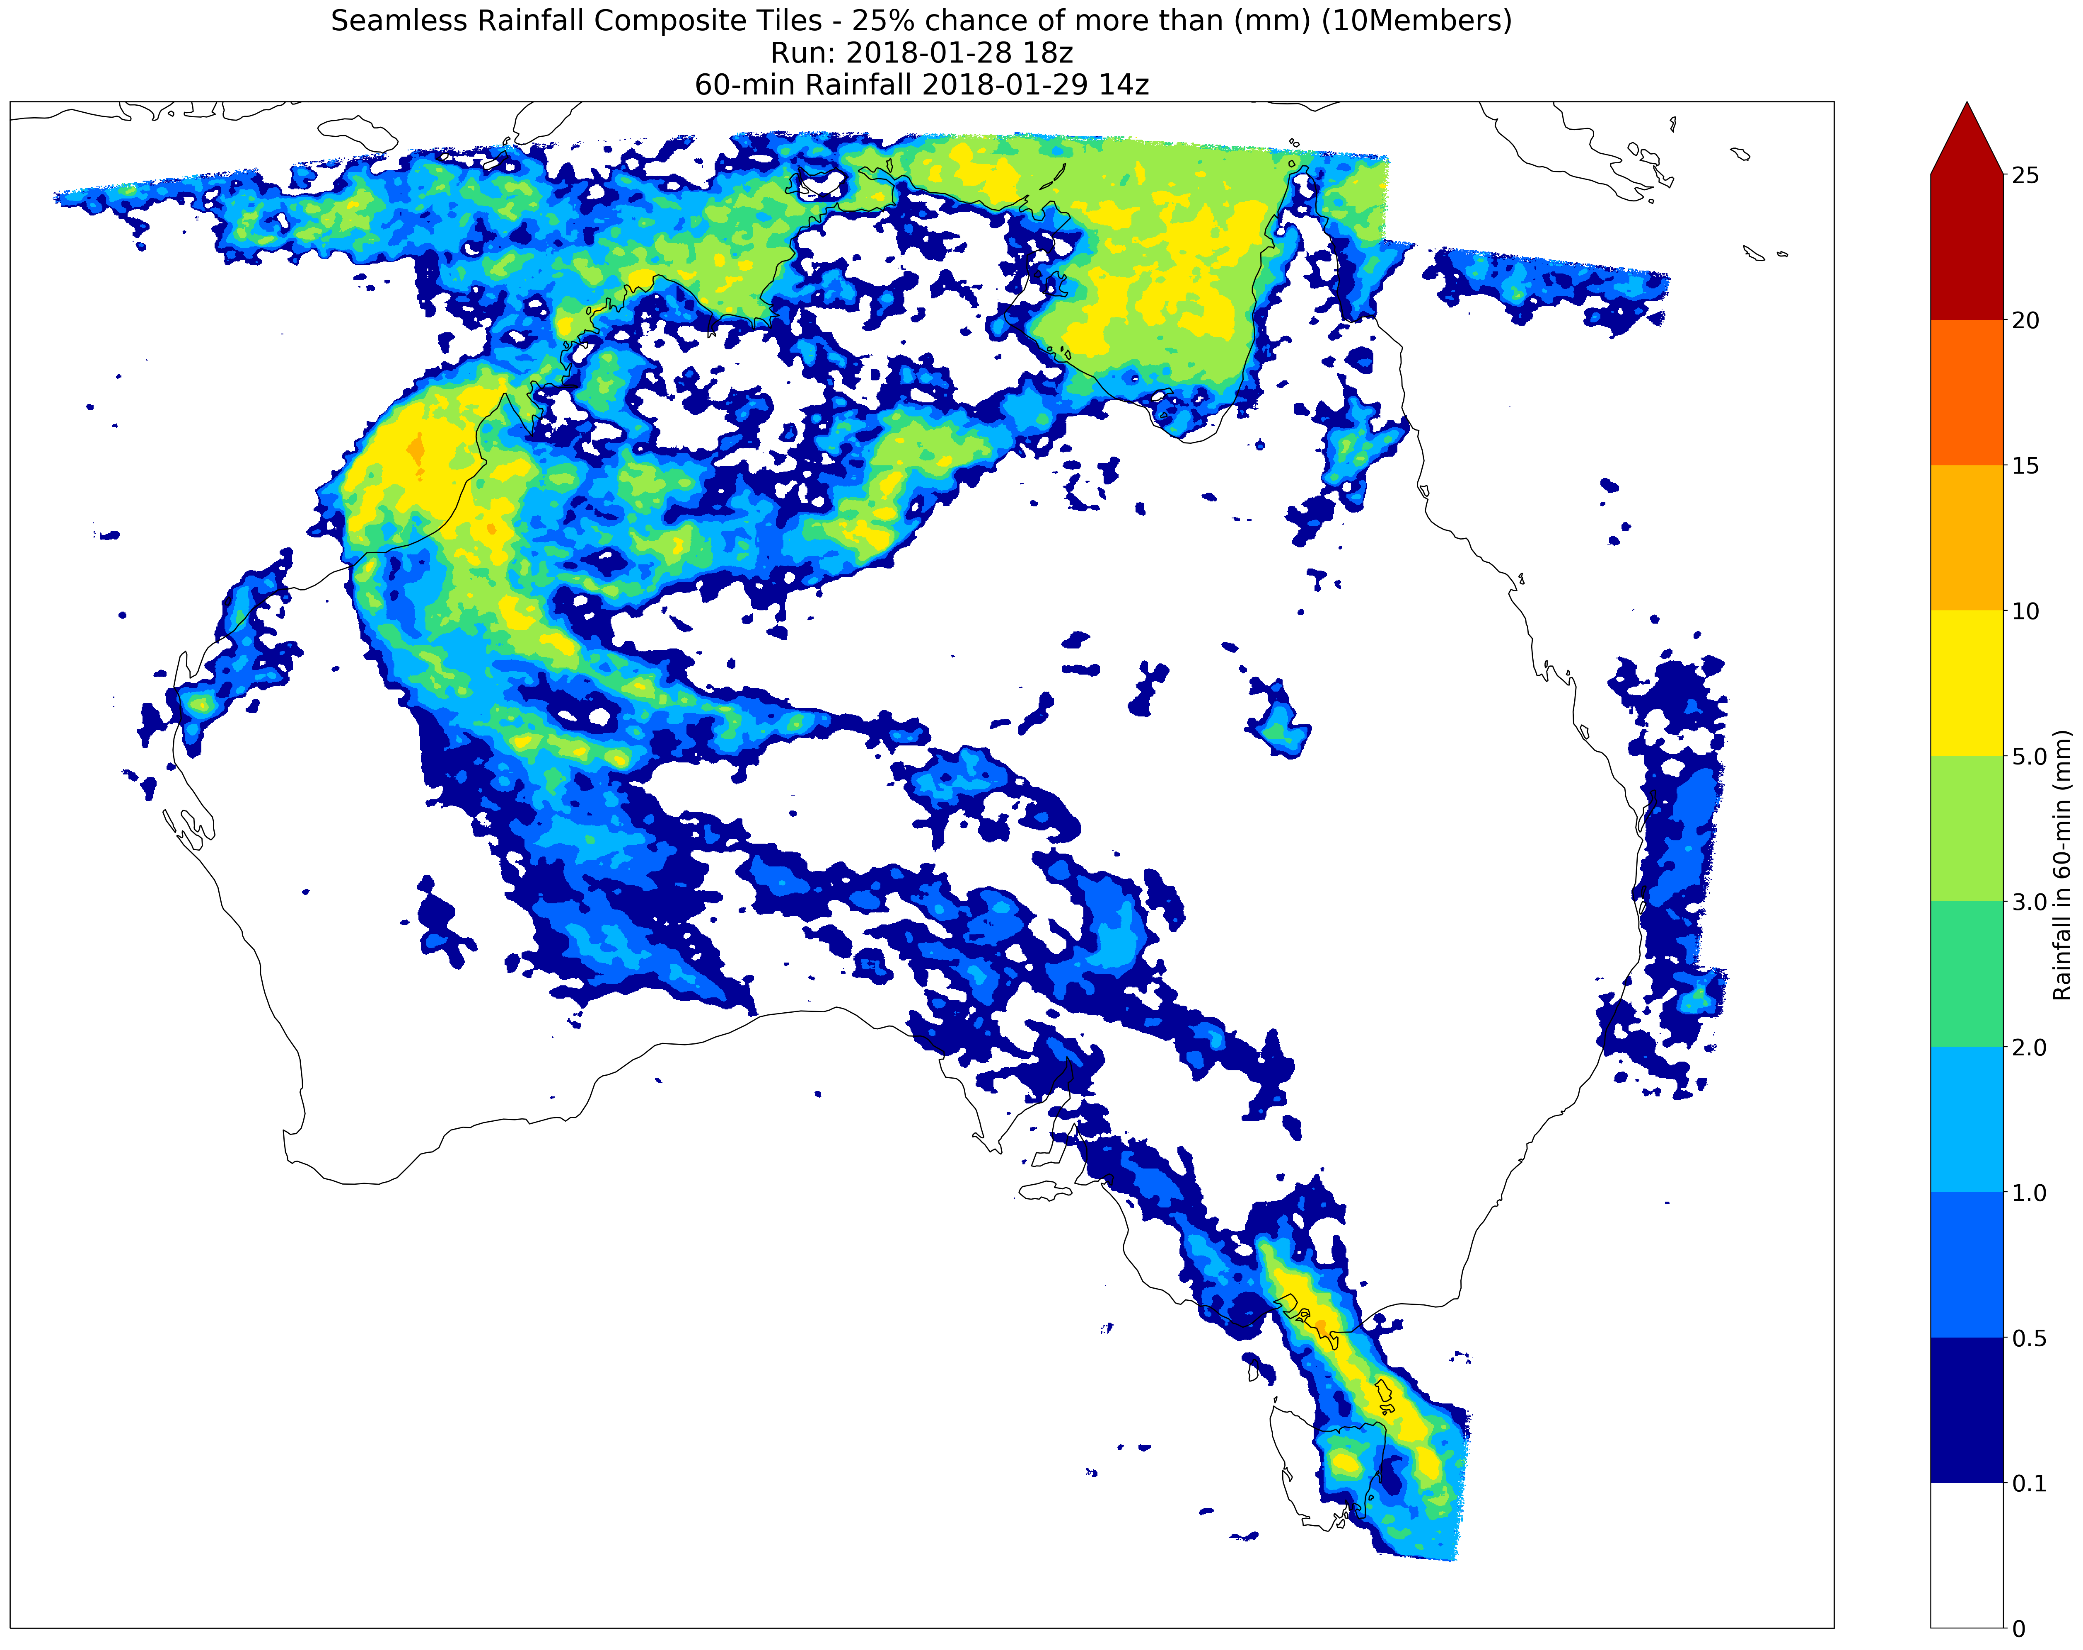 Seamless Rainfall Composite Tiles - 25% chance of more than (mm) (10Members)
Run: 2018-01-28 18z
60-min Rainfall 2018-01-29 14z
25
20
15
10
5.0
3.0
2.0
1.0
0.5
0.1
0
Rainfall in 60-min (mm)